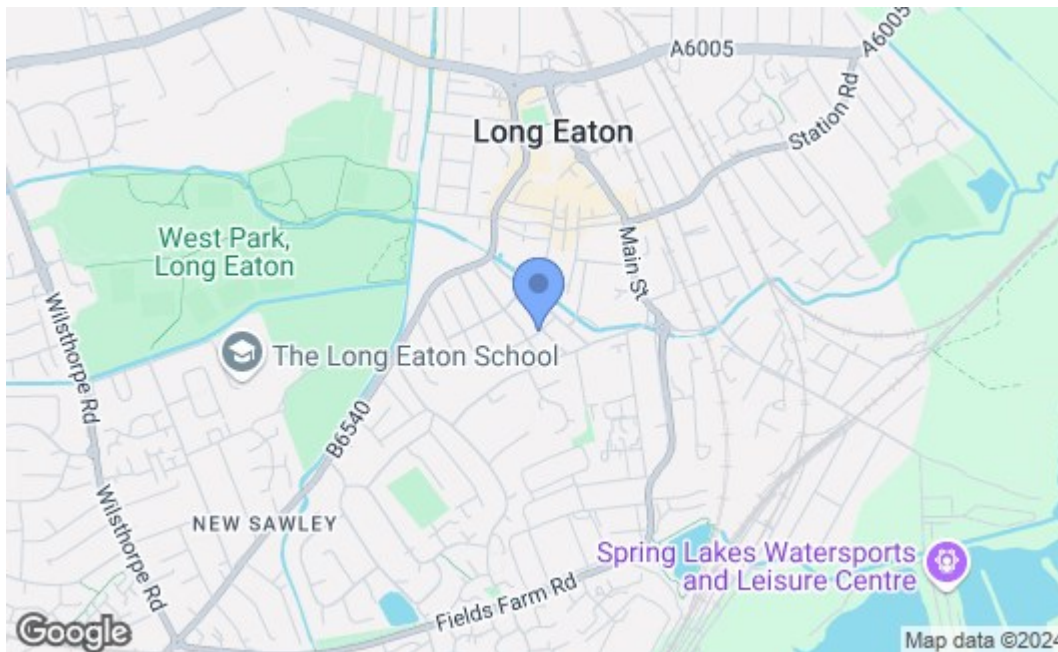 A6005
A6005
Long Eaton
Station Rd
West Park,
Long Eaton
Main St
Wilsthorpe Rd
The Long Eaton School
B6540
Wilsthorpe Rd
NEW SAWLEY
Spring Lakes Watersports
and Leisure Centre
Fields Farm Rd
Google
Map data ©2024